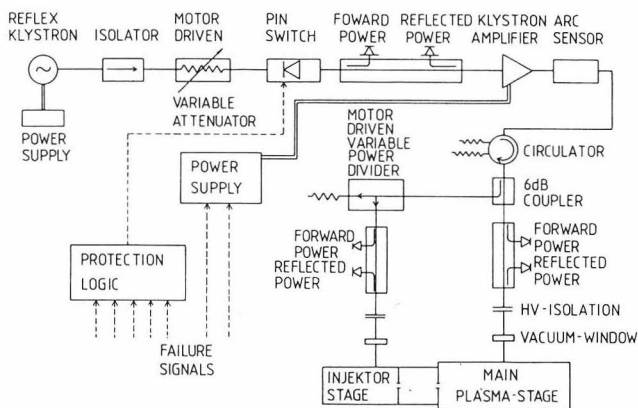 REFLEX
KLYSTRON
ISOLATOR
MOTOR
DRIVEN
VARIABLE
ATTENUATOR
PIN
SWITCH
FOWARD
POWER
REFLECTED
POWER
KLYSTRON
AMPLIFIER
ARC
SENSOR
POWER
SUPPLY
POWER
SUPPLY
MOTOR
DRIVEN
VARIABLE
POWER
DIVIDER
CIRCULATOR
6dB
COUPLER
PROTECTION
LOGIC
FORWARD
POWER
REFLECTED
POWER
FORWARD
POWER
REFLECTED
POWER
HV-ISOLATION
VACUUM-WINDOW
FAILURE
SIGNALS
INJEKTOR
STAGE
MAIN
PLASMA-STAGE